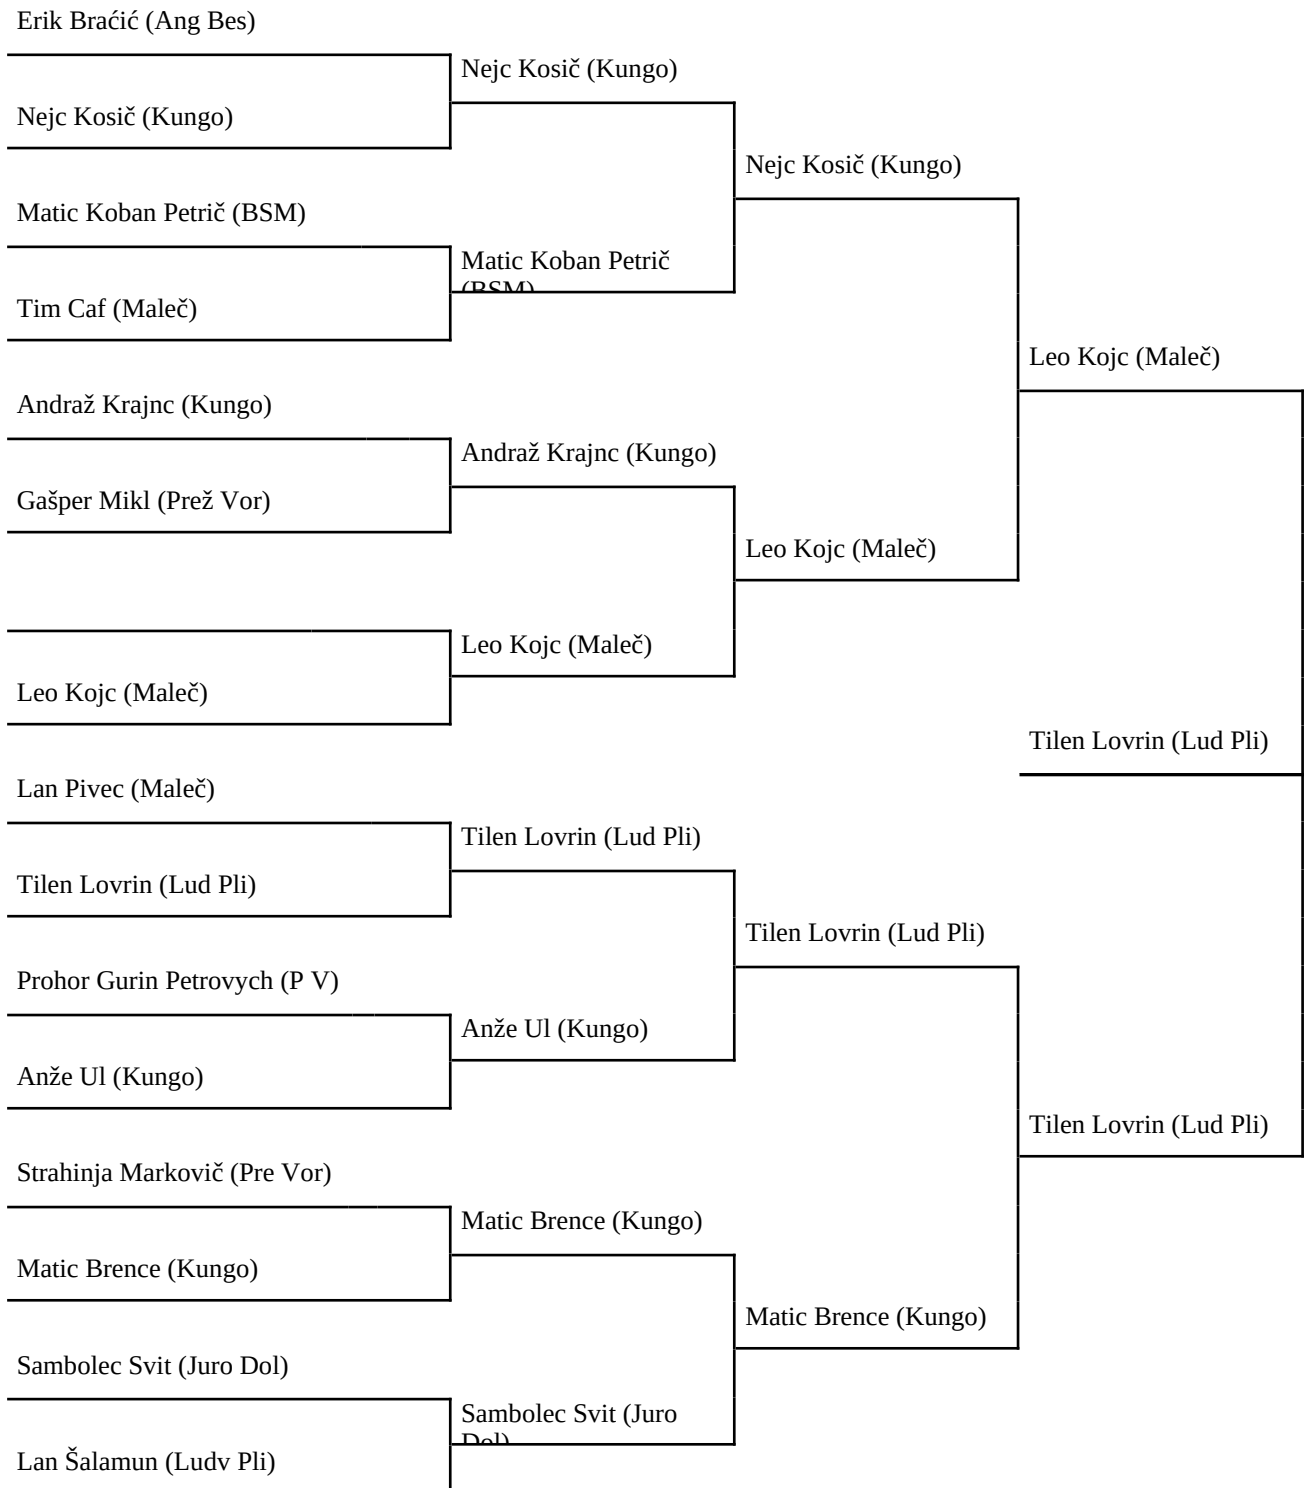 Erik Braćić (Ang Bes)
Nejc Kosič (Kungo)
Nejc Kosič (Kungo)
Nejc Kosič (Kungo)
Matic Koban Petrič (BSM)
Matic Koban Petrič
(BSM)
Tim Caf (Maleč)
Leo Kojc (Maleč)
Andraž Krajnc (Kungo)
Andraž Krajnc (Kungo)
Gašper Mikl (Prež Vor)
Leo Kojc (Maleč)
Leo Kojc (Maleč)
Leo Kojc (Maleč)
Tilen Lovrin (Lud Pli)
Lan Pivec (Maleč)
Tilen Lovrin (Lud Pli)
Tilen Lovrin (Lud Pli)
Tilen Lovrin (Lud Pli)
Prohor Gurin Petrovych (P V)
Anže Ul (Kungo)
Anže Ul (Kungo)
Tilen Lovrin (Lud Pli)
Strahinja Markovič (Pre Vor)
Matic Brence (Kungo)
Matic Brence (Kungo)
Matic Brence (Kungo)
Sambolec Svit (Juro Dol)
Sambolec Svit (Juro
Dol)
Lan Šalamun (Ludv Pli)